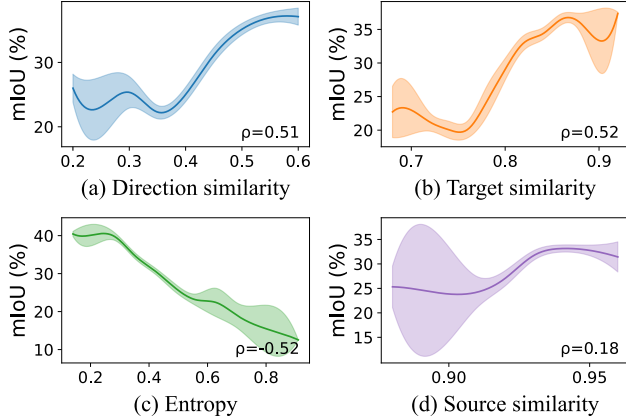 mIoU (%)
30
20
ρ=0.51
0.2 0.3 0.4 0.5 0.6
(a) Direction similarity
mIoU (%)
35
30
25
20
ρ=0.52
0.7 0.8 0.9
(b) Target similarity
mIoU (%)
40
30
20
10
ρ=-0.52
0.2 0.4 0.6 0.8
(c) Entropy
mIoU (%)
35
30
25
20
15
ρ=0.18
0.90 0.95
(d) Source similarity